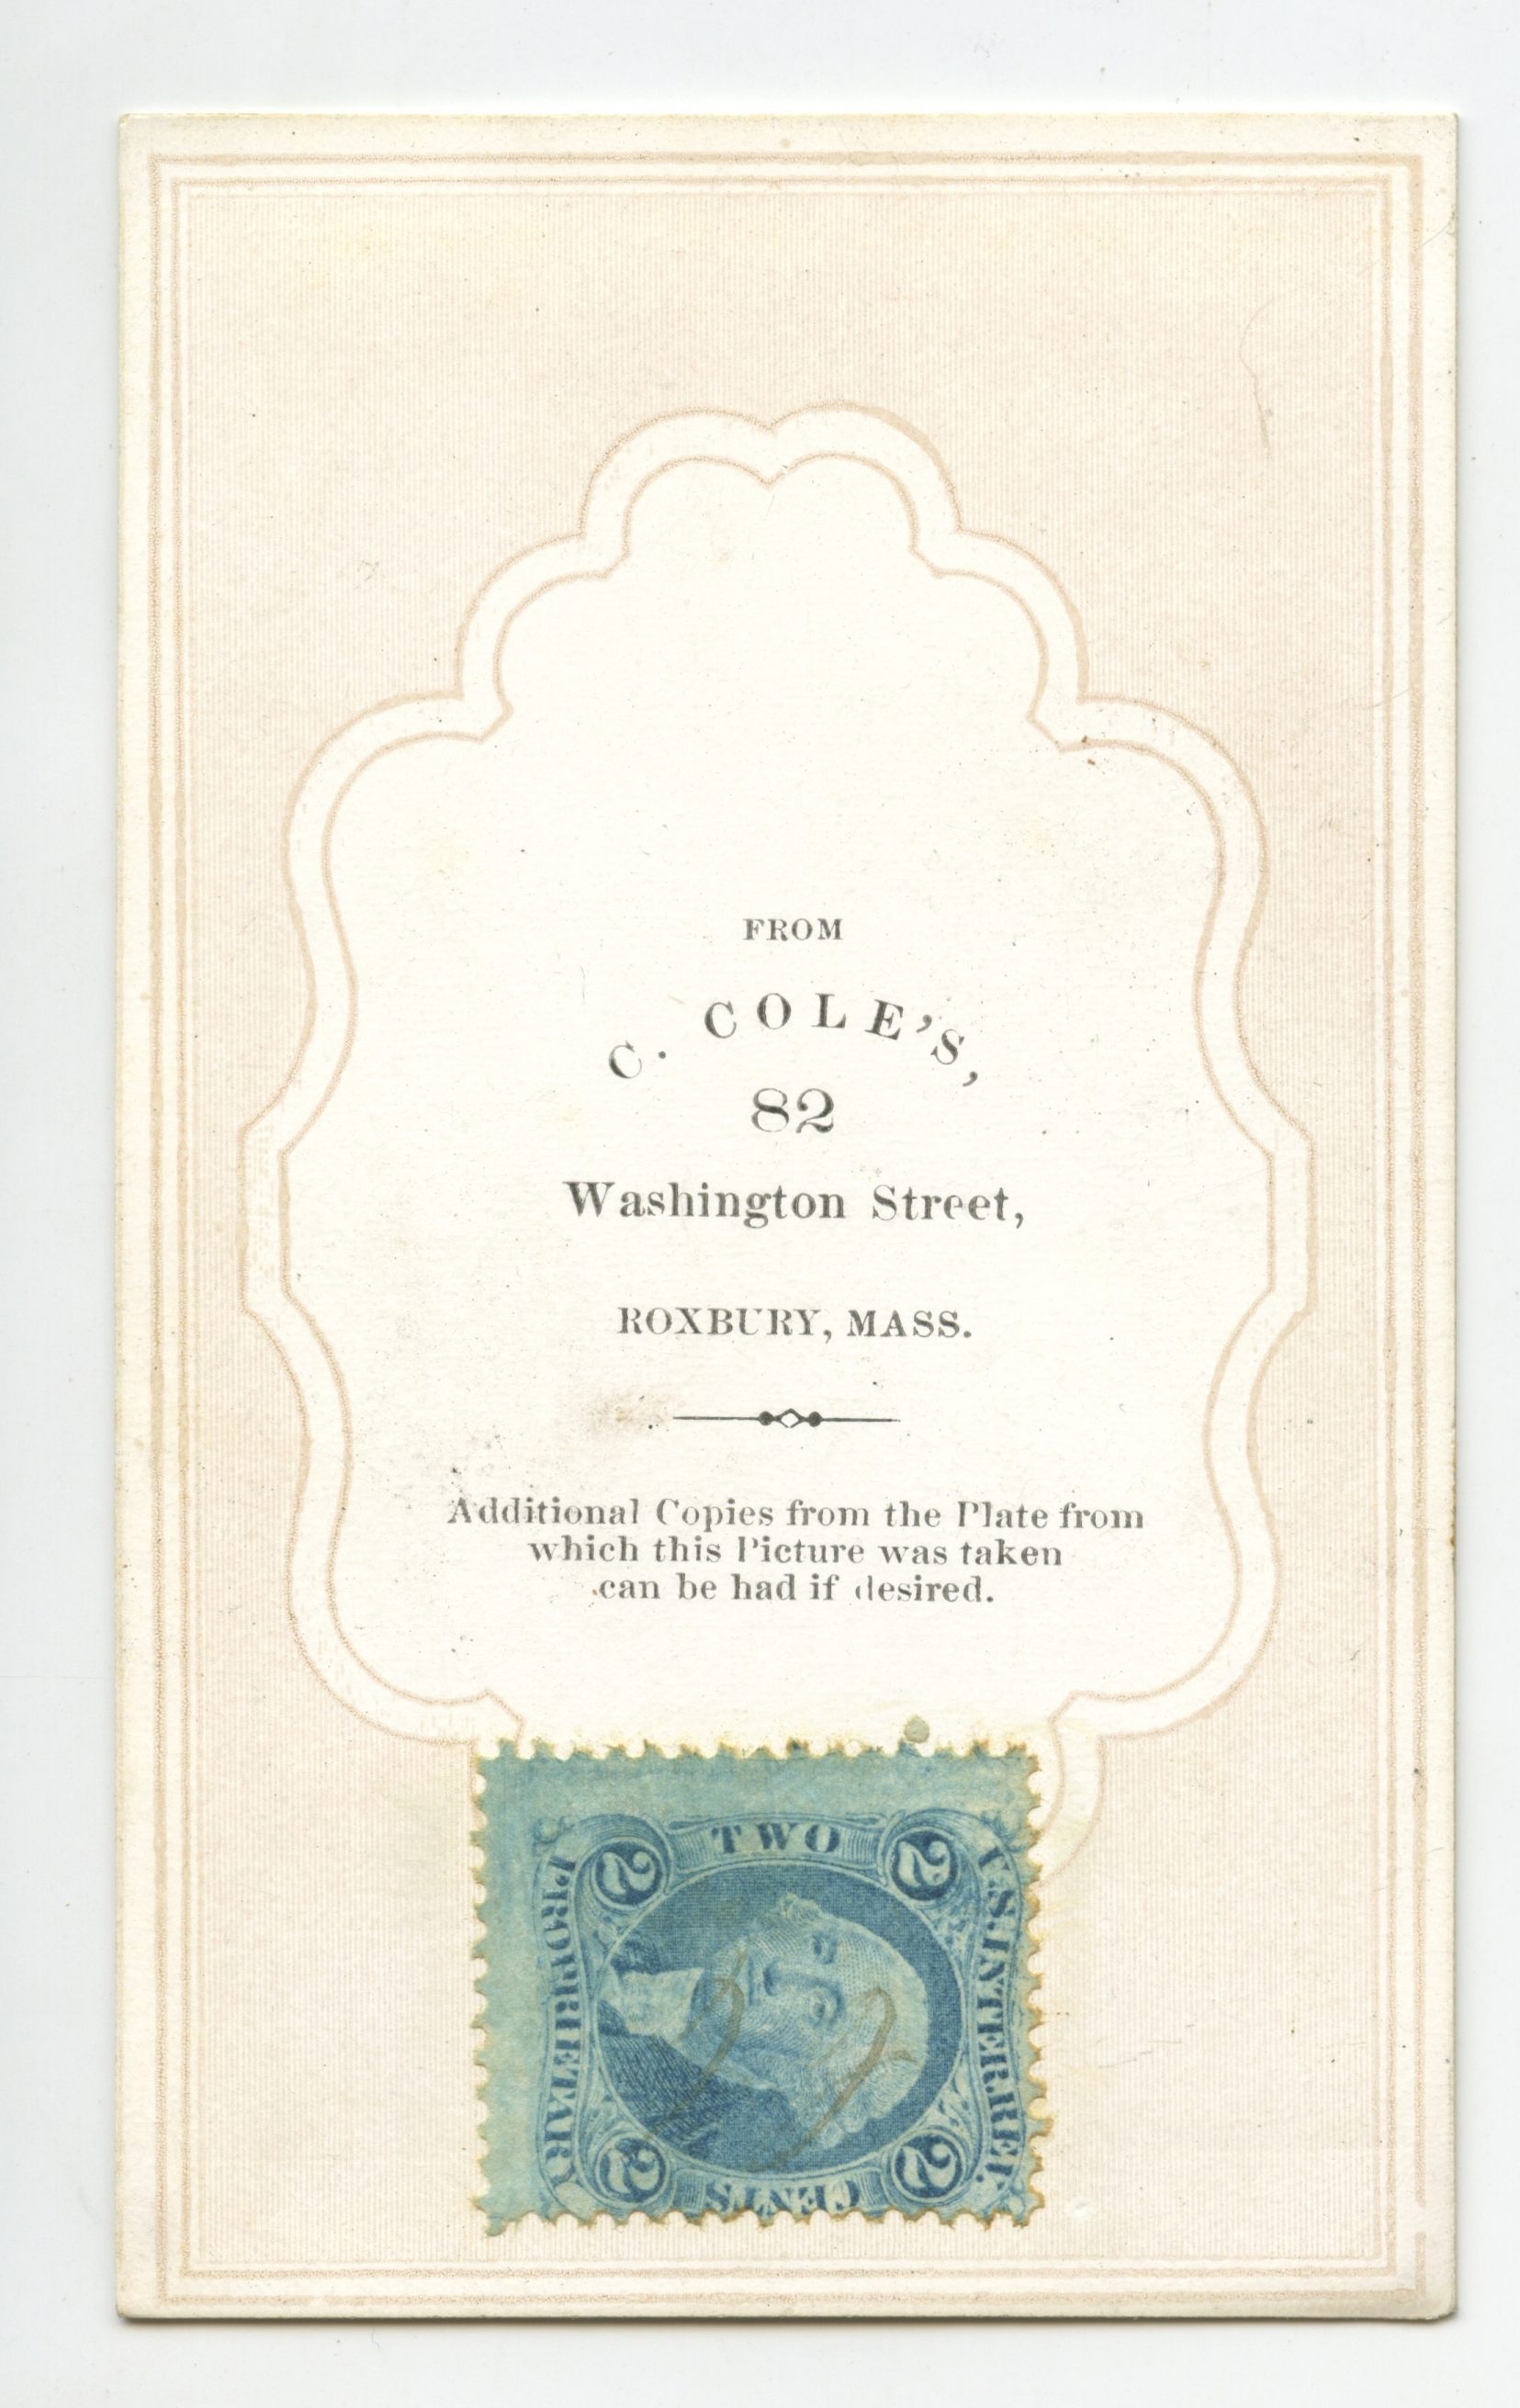 FROM
C. COLE'S,
82
Washington Street,
ROXBURY, MASS.
Additional Copies from the Plate from
which this Picture was taken
can be had if desired.
2 TWO 2
U.S. INTER. REV.
PROPRIETARY
2 CENTS 2